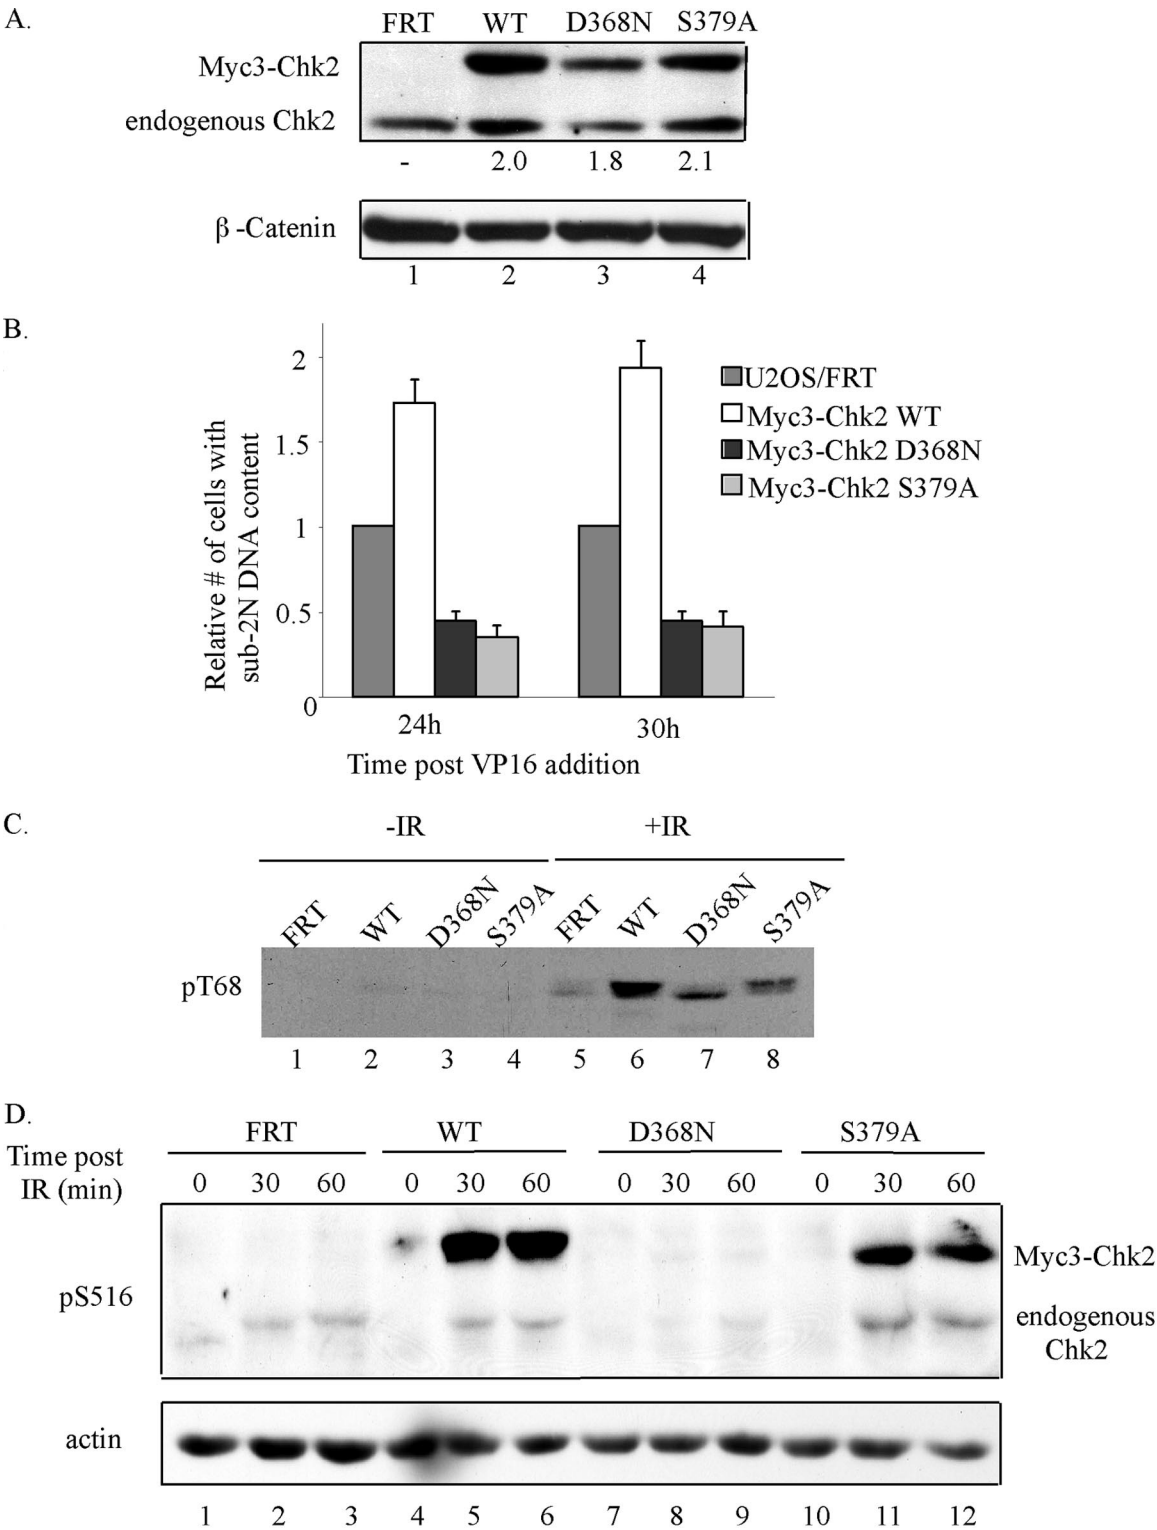 A.
FRT WT D368N S379A
Myc3-Chk2
endogenous Chk2
- 2.0 1.8 2.1
β -Catenin
1 2 3 4
B.
2
1.5
1
0.5
0
Relative # of cells with
sub-2N DNA content
U2OS/FRT
Myc3-Chk2 WT
Myc3-Chk2 D368N
Myc3-Chk2 S379A
24h 30h
Time post VP16 addition
C.
-IR +IR
FRT WT D368N S379A FRT WT D368N S379A
pT68
1 2 3 4 5 6 7 8
D.
FRT WT D368N S379A
Time post
IR (min)
0 30 60 0 30 60 0 30 60 0 30 60
pS516
Myc3-Chk2
endogenous
Chk2
actin
1 2 3 4 5 6 7 8 9 10 11 12